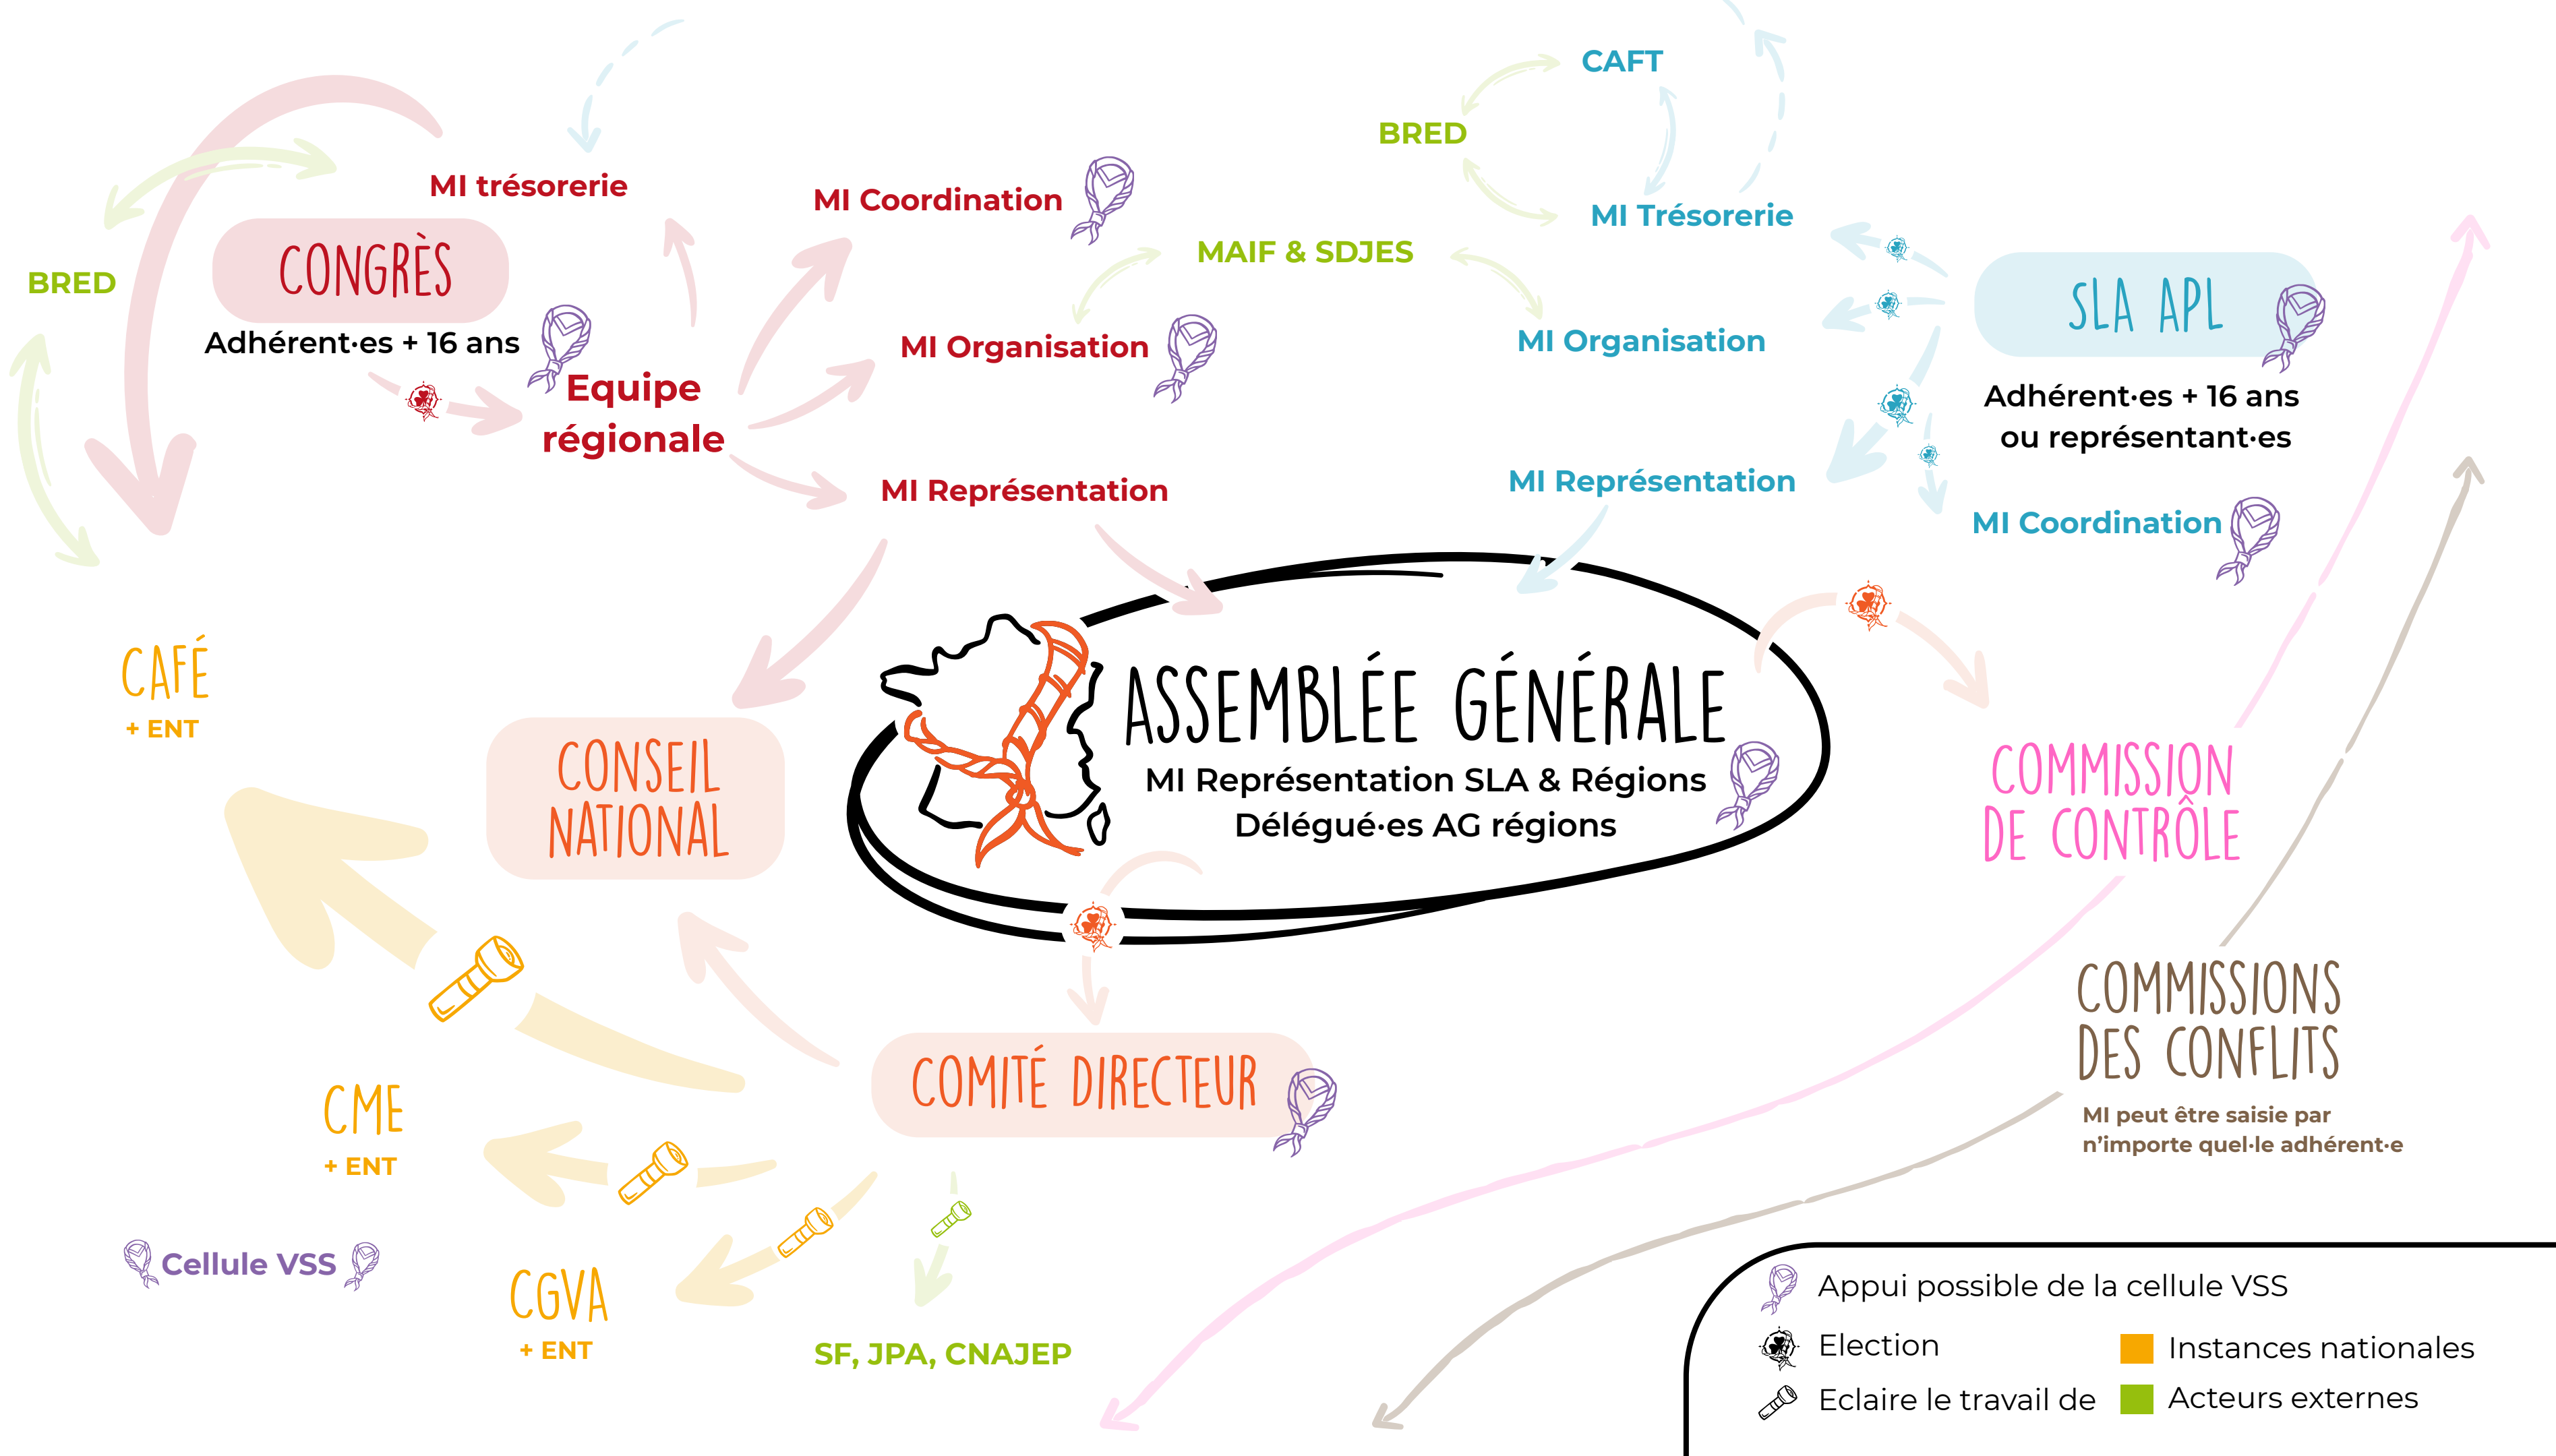 CAFT
BRED
MI trésorerie
MI Coordination
MI Trésorerie
MAIF & SDJES
CONGRÈS
BRED
Adhérent·es + 16 ans
MI Organisation
MI Organisation
SLA APL
Equipe
régionale
Adhérent·es + 16 ans
ou représentant·es
MI Représentation
MI Représentation
MI Coordination
CAFÉ
+ ENT
CONSEIL
NATIONAL
ASSEMBLÉE GÉNÉRALE
MI Représentation SLA & Régions
Délégué·es AG régions
COMMISSION
DE CONTRÔLE
COMMISSIONS
DES CONFLITS
MI peut être saisie par
n'importe quel·le adhérent·e
COMITÉ DIRECTEUR
CME
+ ENT
Cellule VSS
CGVA
+ ENT
SF, JPA, CNAJEP
Appui possible de la cellule VSS
Election
Instances nationales
Eclaire le travail de
Acteurs externes